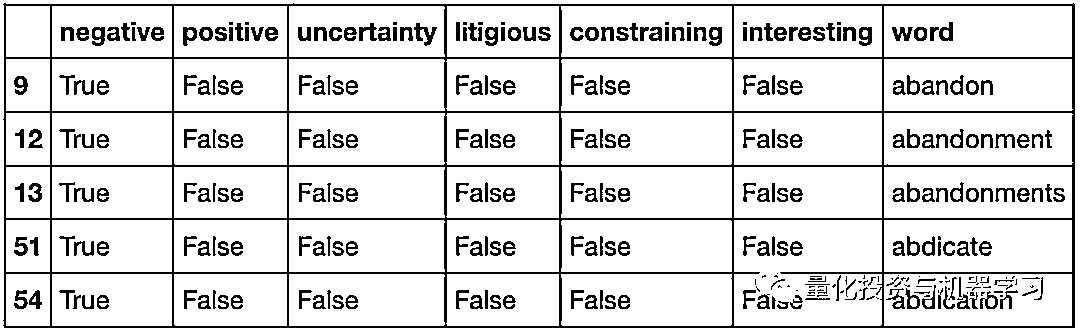 negative positive uncertainty litigious constraining interesting word
9 True False False False False False abandon
12 True False False False False False abandonment
13 True False False False False False abandonments
51 True False False False False False abdicate
54 True False False False False False abdication
量化投资与机器学习